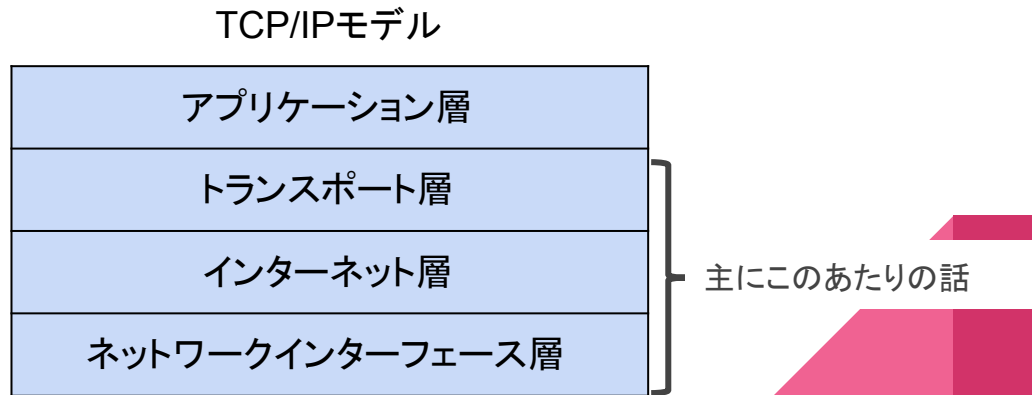 TCP/IPモデル
アプリケーション層
トランスポート層
インターネット層
主にこのあたりの話
ネットワークインターフェース層